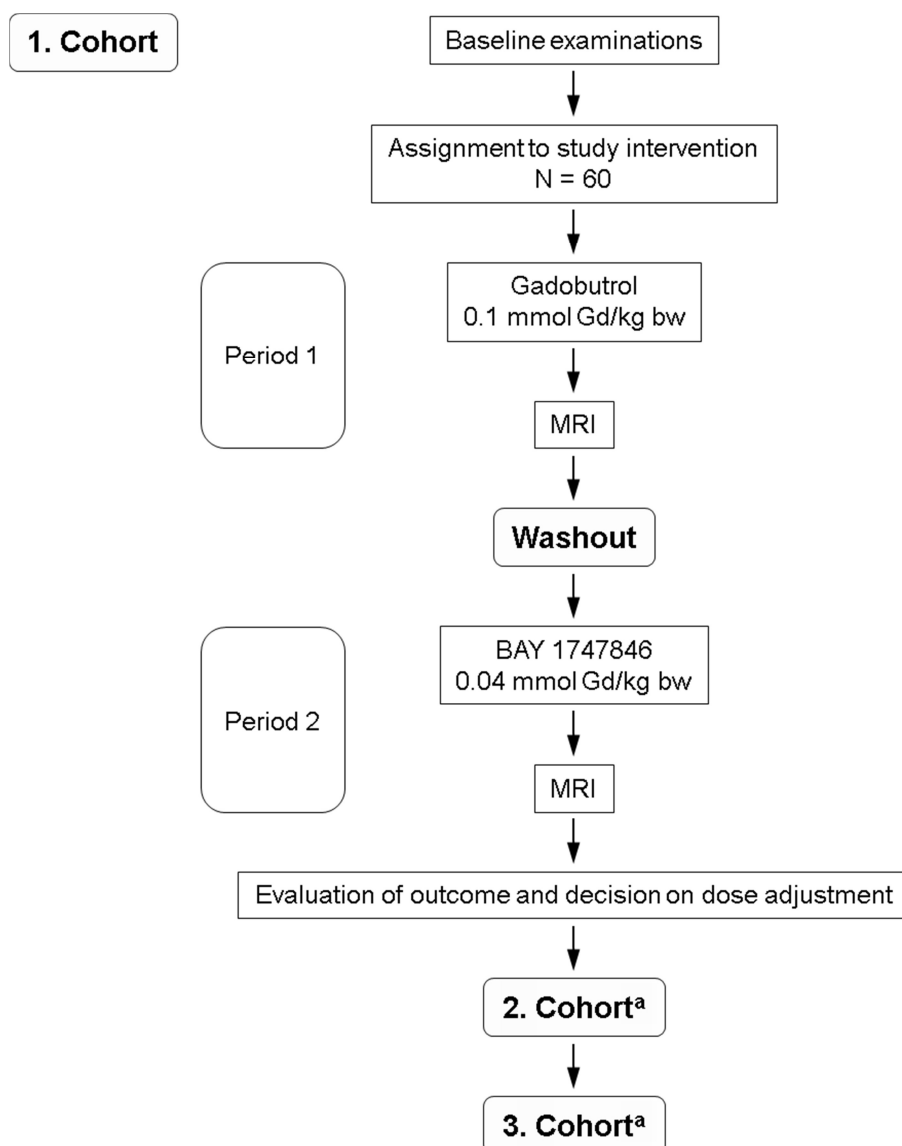 1. Cohort
Baseline examinations
Assignment to study intervention
N = 60
Period 1
Gadobutrol
0.1 mmol Gd/kg bw
MRI
Washout
Period 2
BAY 1747846
0.04 mmol Gd/kg bw
MRI
Evaluation of outcome and decision on dose adjustment
2. Cohortᵃ
3. Cohortᵃ